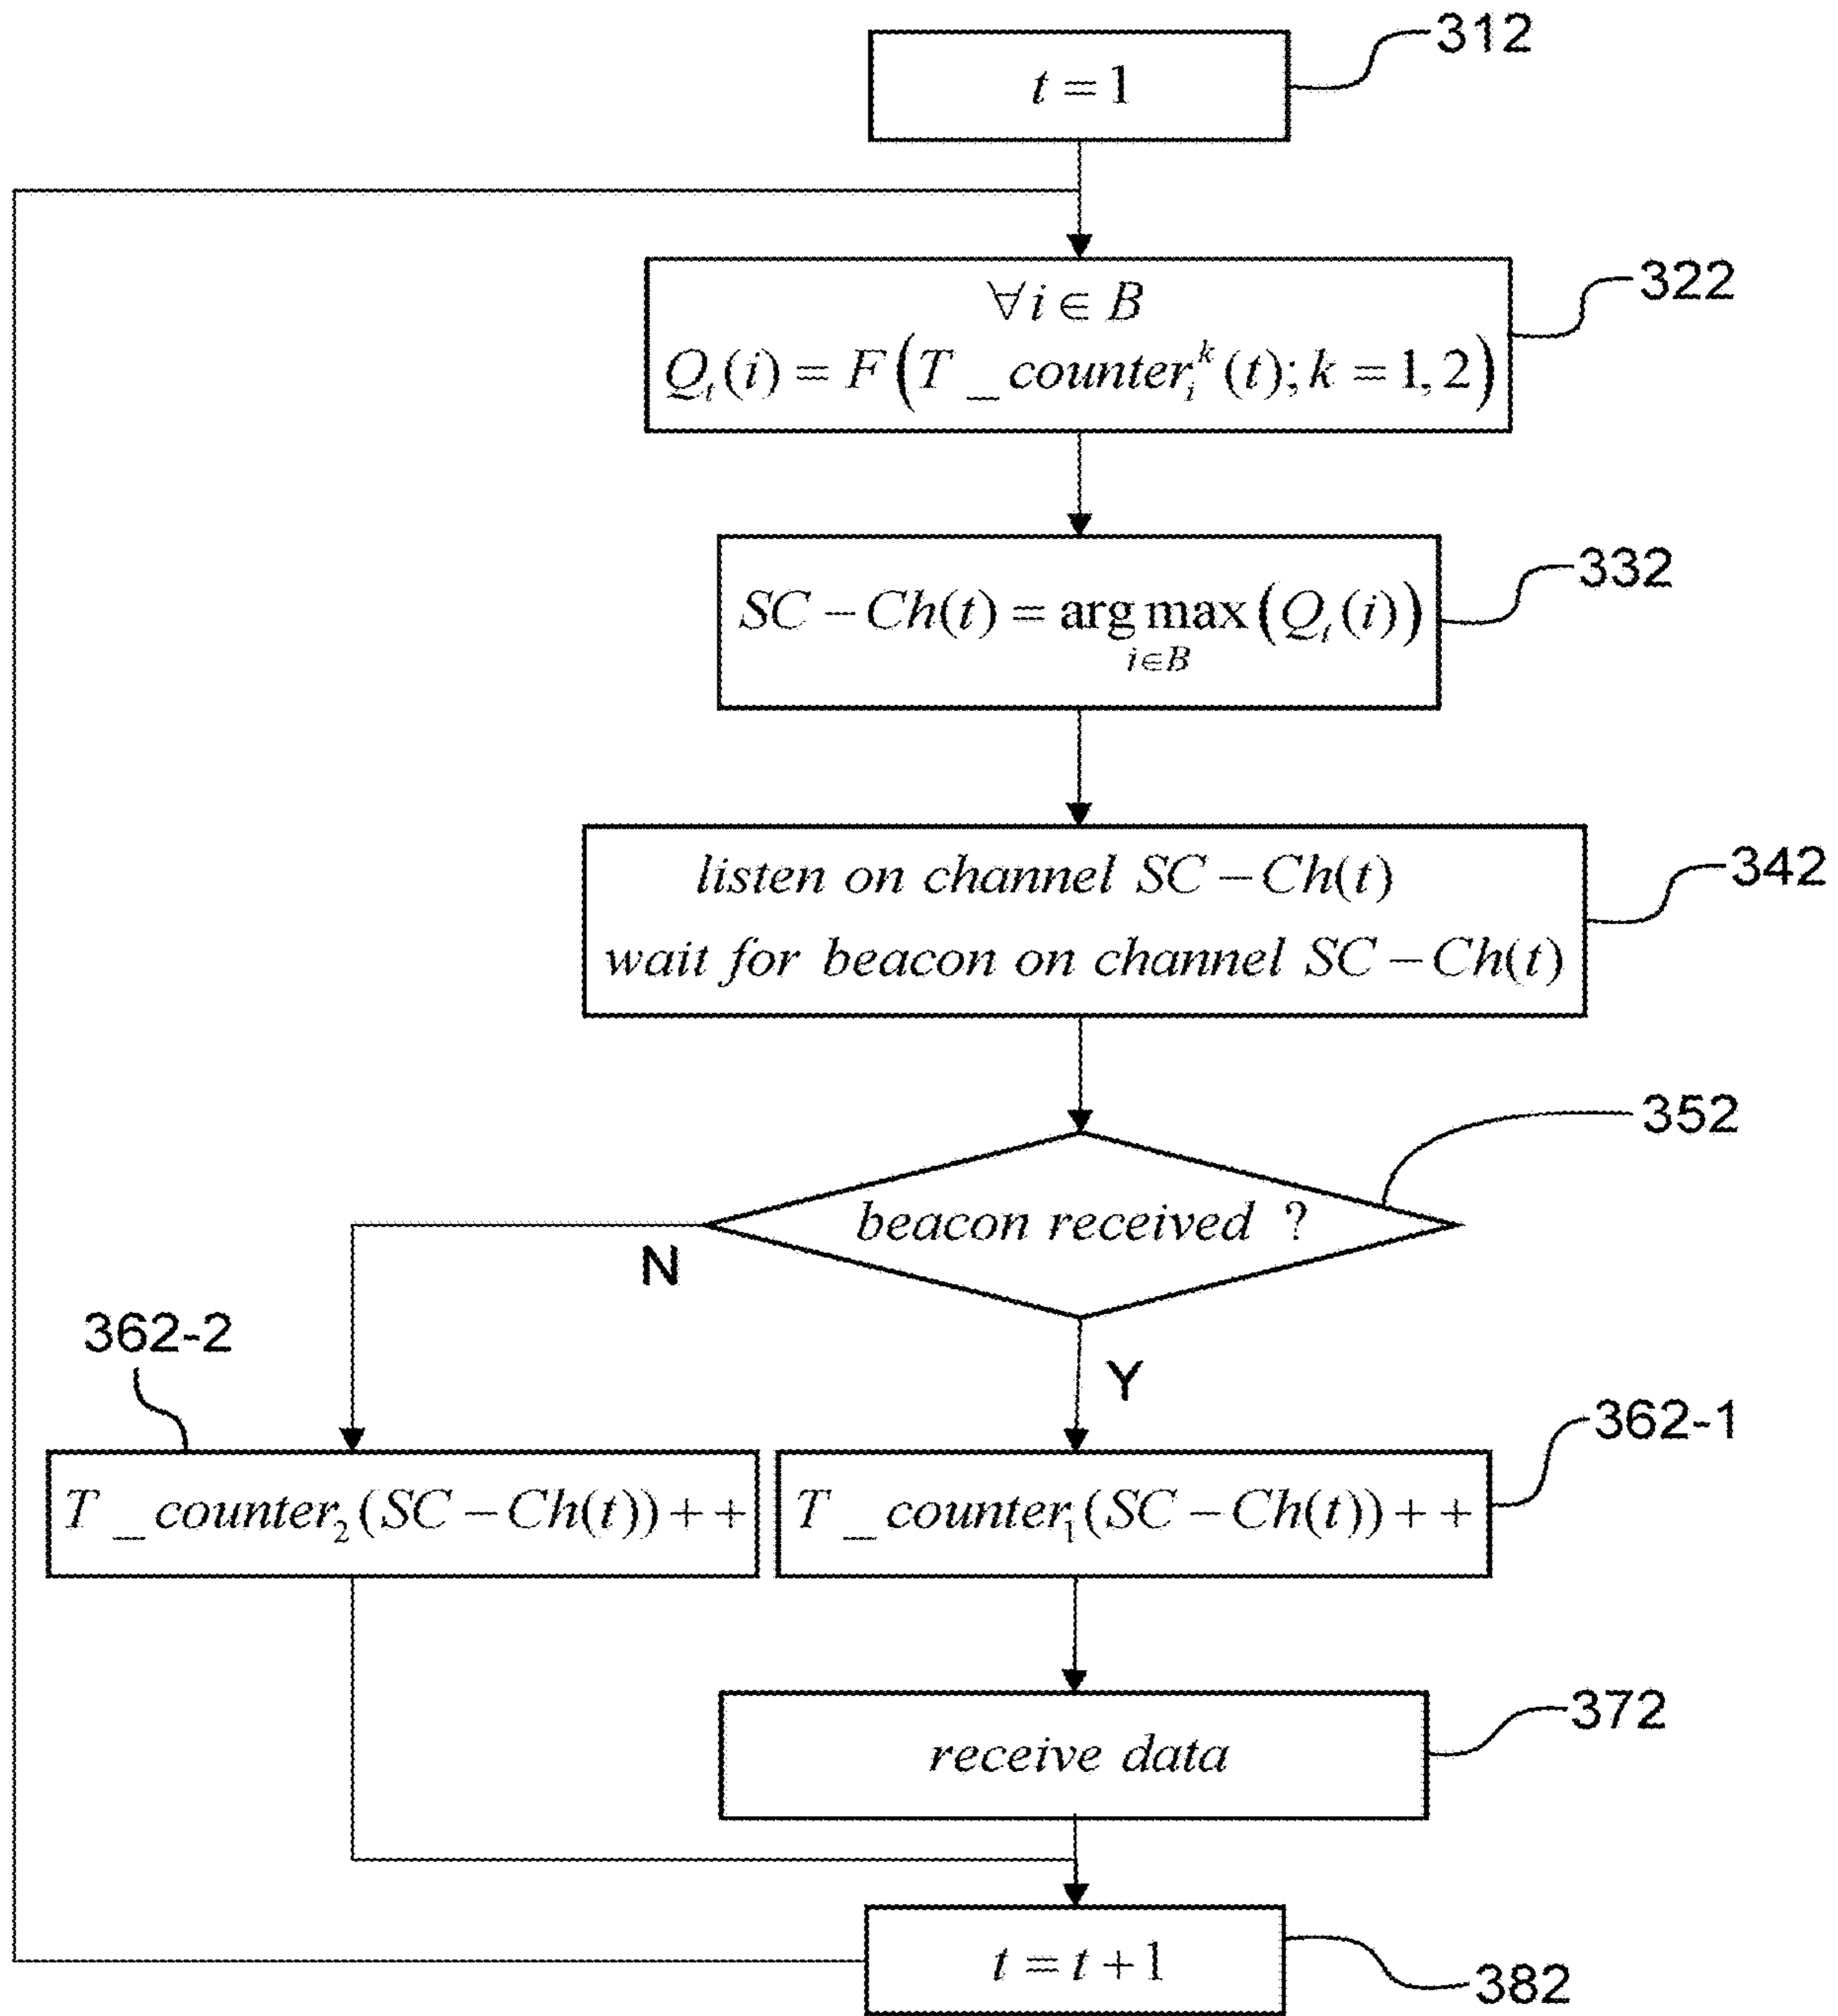 312
t = 1
322
∀i ∈ B
Q_t(i) = F(T_counter_i^k(t); k = 1, 2)
332
SC − Ch(t) = arg max (Q_t(i))
i∈B
342
listen on channel SC − Ch(t)
wait for beacon on channel SC − Ch(t)
352
beacon received ?
N
Y
362-2
362-1
T_counter₂(SC − Ch(t)) + +
T_counter₁(SC − Ch(t)) + +
372
receive data
t = t + 1
382